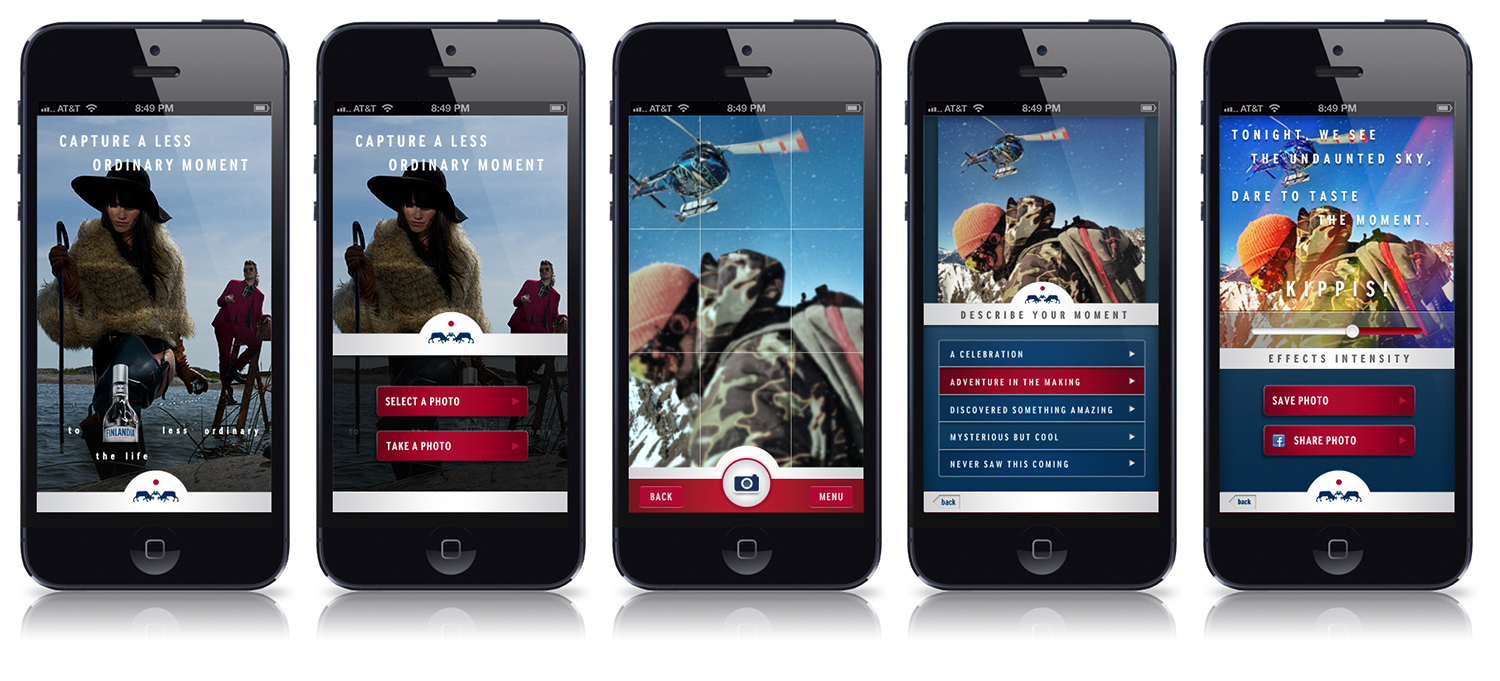 AT&T 8:49 PM
CAPTURE A LESS
ORDINARY MOMENT
FINLANDIA
to less ordinary
the life
AT&T 8:49 PM
CAPTURE A LESS
ORDINARY MOMENT
SELECT A PHOTO
to ordinary
TAKE A PHOTO
AT&T 8:49 PM
BACK
MENU
AT&T 8:49 PM
DESCRIBE YOUR MOMENT
A CELEBRATION
ADVENTURE IN THE MAKING
DISCOVERED SOMETHING AMAZING
MYSTERIOUS BUT COOL
NEVER SAW THIS COMING
back
AT&T 8:49 PM
TONIGHT, WE SEE
THE UNDAUNTED SKY,
DARE TO TASTE
THE MOMENT.
KIPPIS!
EFFECTS INTENSITY
SAVE PHOTO
f SHARE PHOTO
back